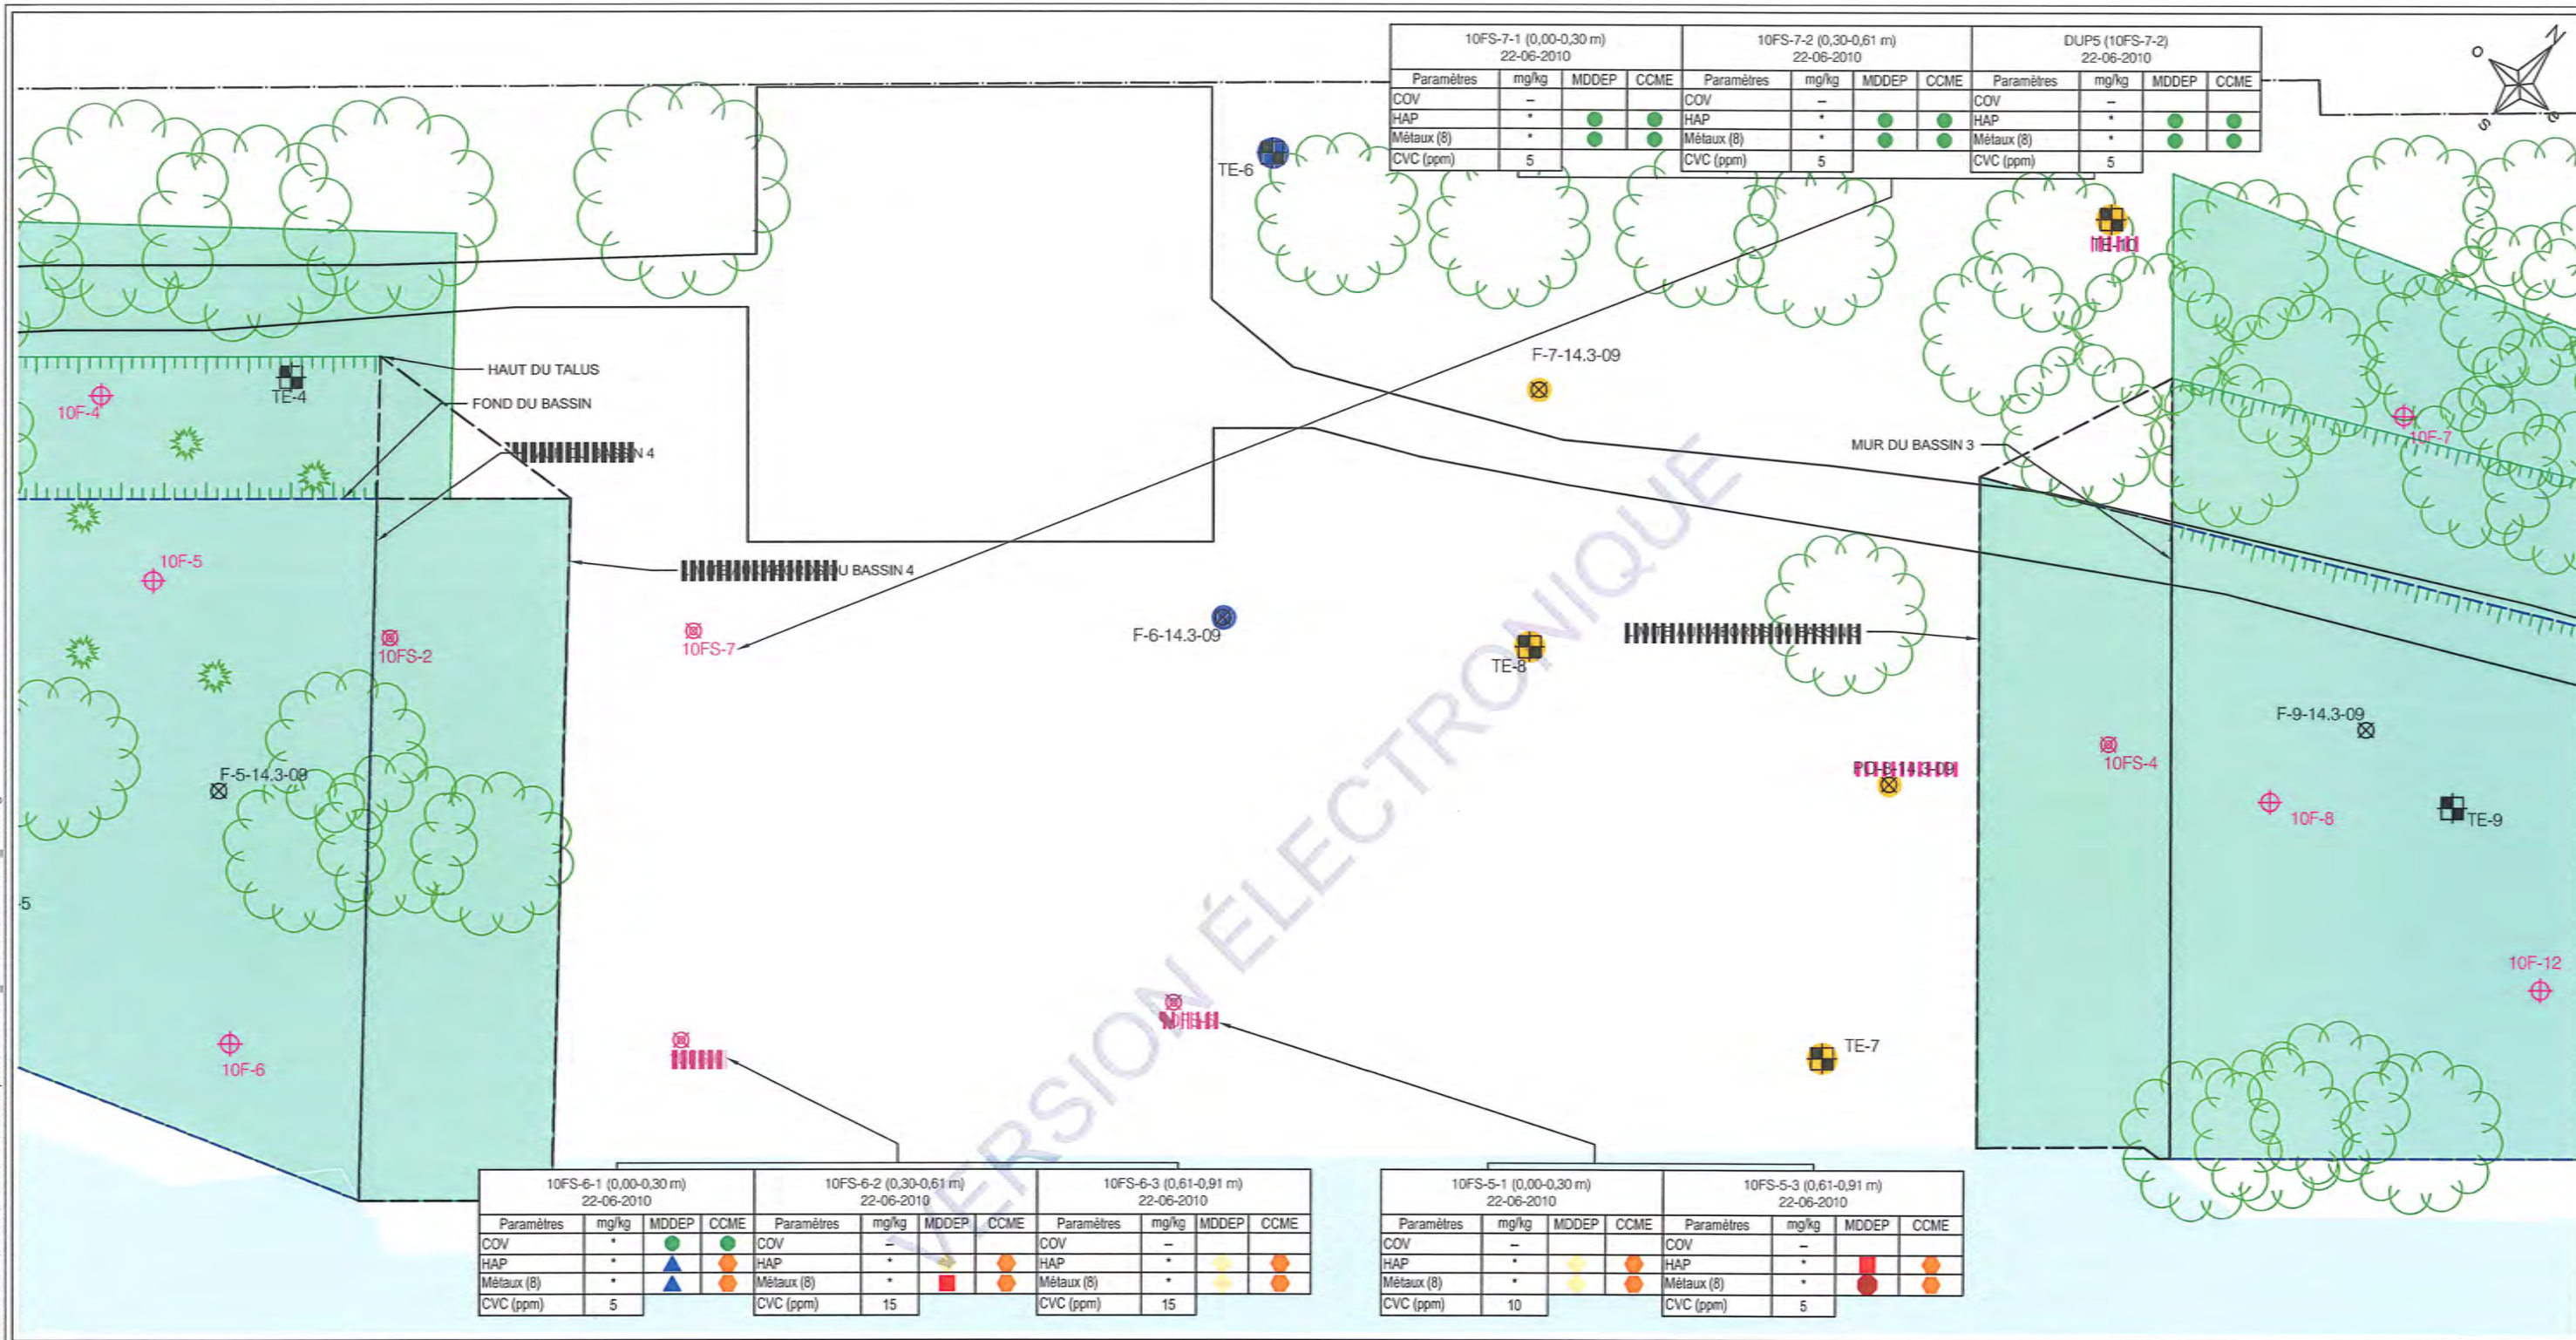 10FS-7-1 (0,00-0,30 m) 10FS-7-2 (0,30-0,61 m) DUP5 (10FS-7-2)
22-06-2010 22-06-2010 22-06-2010
Paramètres mg/kg MDDEP CCME Paramètres mg/kg MDDEP CCME Paramètres mg/kg MDDEP CCME
COV – COV – COV –
HAP * HAP * HAP *
Métaux (8) * Métaux (8) * Métaux (8) *
CVC (ppm) 5 CVC (ppm) 5 CVC (ppm) 5
N
O
S
e
TE-6
F-7-14.3-09
HAUT DU TALUS
TE-4
10F-4
FOND DU BASSIN
10F-7
MUR DU BASSIN 3
BASSIN 4
10F-5
DU BASSIN 4
F-6-14.3-09
10FS-7
10FS-2
TE-8
F-9-14.3-09
10FS-4
F-5-14.3-09
10F-8
TE-9
-5
10F-12
TE-7
10F-6
VERSION ÉLECTRONIQUE
10FS-6-1 (0,00-0,30 m) 10FS-6-2 (0,30-0,61 m) 10FS-6-3 (0,61-0,91 m)
22-06-2010 22-06-2010 22-06-2010
Paramètres mg/kg MDDEP CCME Paramètres mg/kg MDDEP CCME Paramètres mg/kg MDDEP CCME
COV * COV – COV –
HAP * HAP * HAP *
Métaux (8) * Métaux (8) * Métaux (8) *
CVC (ppm) 5 CVC (ppm) 15 CVC (ppm) 15
10FS-5-1 (0,00-0,30 m) 10FS-5-3 (0,61-0,91 m)
22-06-2010 22-06-2010
Paramètres mg/kg MDDEP CCME Paramètres mg/kg MDDEP CCME
COV – COV –
HAP * HAP *
Métaux (8) * Métaux (8) *
CVC (ppm) 10 CVC (ppm) 5